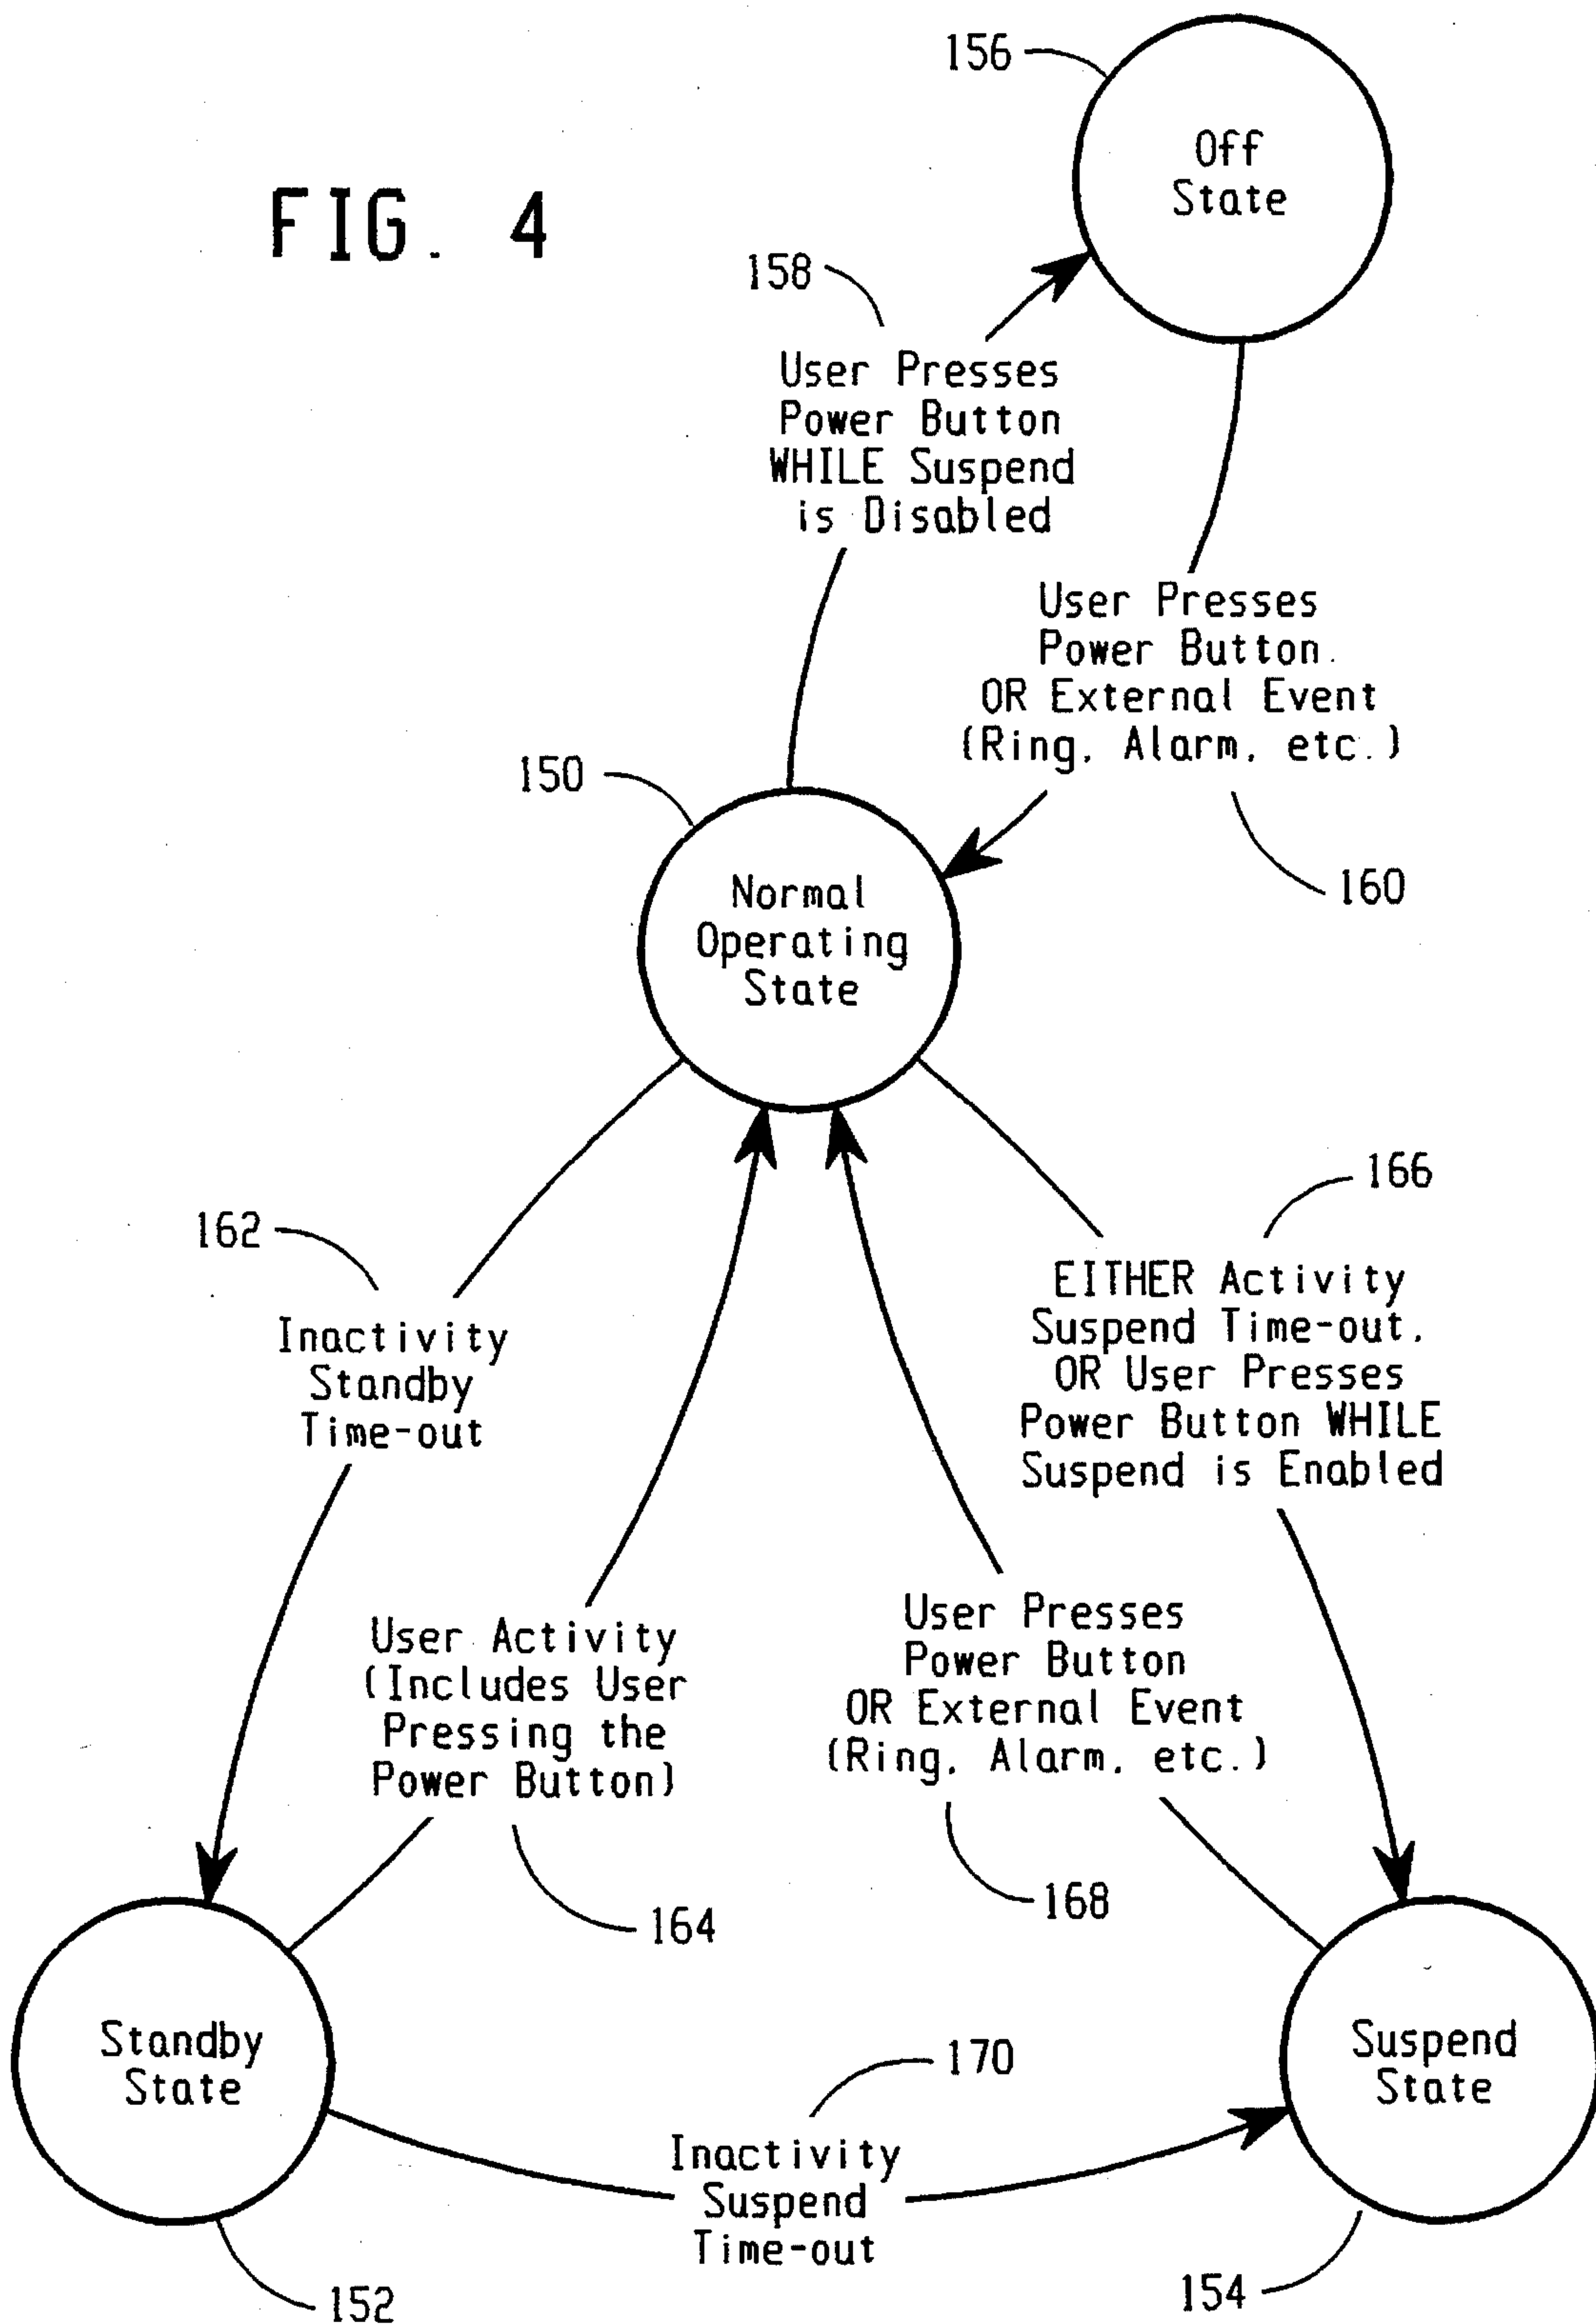 156
Off
State
FIG. 4
158
User Presses
Power Button
WHILE Suspend
is Disabled
User Presses
Power Button
OR External Event
(Ring, Alarm, etc.)
160
150
Normal
Operating
State
162
Inactivity
Standby
Time-out
166
EITHER Activity
Suspend Time-out,
OR User Presses
Power Button WHILE
Suspend is Enabled
User Activity
(Includes User
Pressing the
Power Button)
164
User Presses
Power Button
OR External Event
(Ring, Alarm, etc.)
168
Standby
State
152
170
Inactivity
Suspend
Time-out
Suspend
State
154